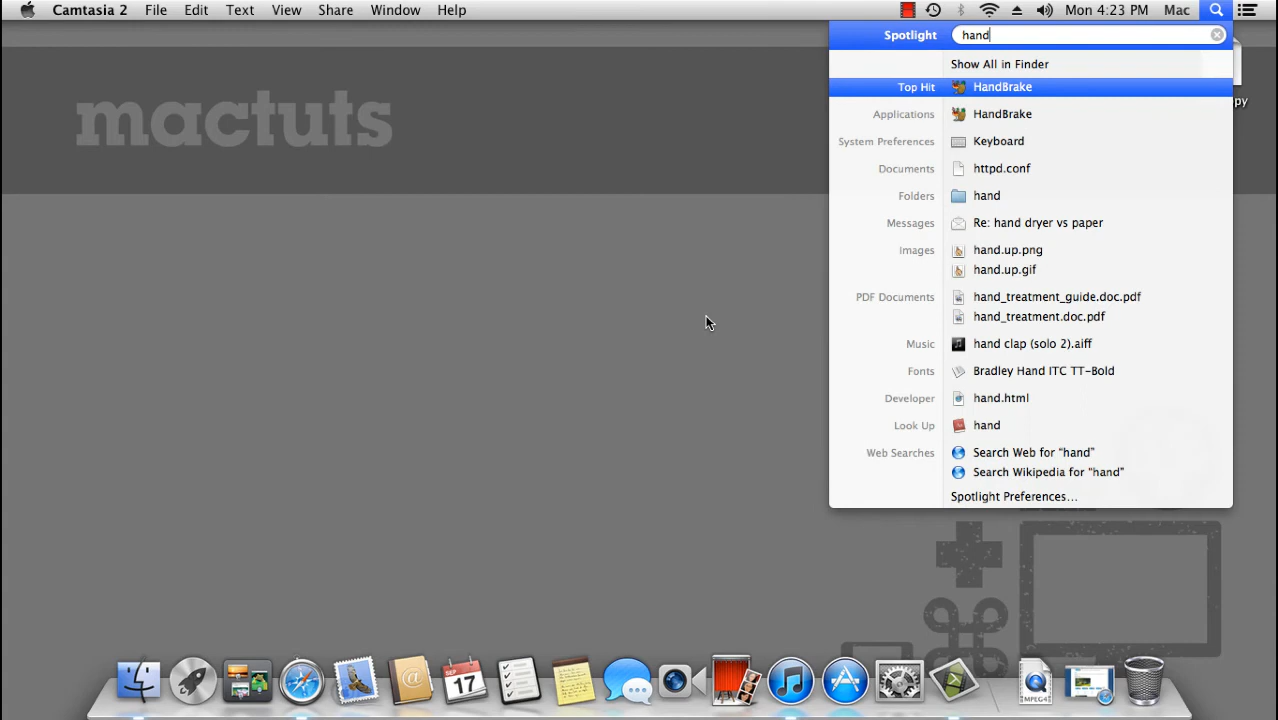 Camtasia 2 File Edit Text View Share Window Help Mon 4:23 PM Mac
Spotlight hand
Show All in Finder
Top Hit HandBrake
Applications HandBrake
System Preferences Keyboard
Documents httpd.conf
Folders hand
Messages Re: hand dryer vs paper
Images hand.up.png
hand.up.gif
PDF Documents hand_treatment_guide.doc.pdf
hand_treatment.doc.pdf
Music hand clap (solo 2).aiff
Fonts Bradley Hand ITC TT-Bold
Developer hand.html
Look Up hand
Web Searches Search Web for “hand”
Search Wikipedia for “hand”
Spotlight Preferences...
mactuts
py
SEP
17
MPEG4